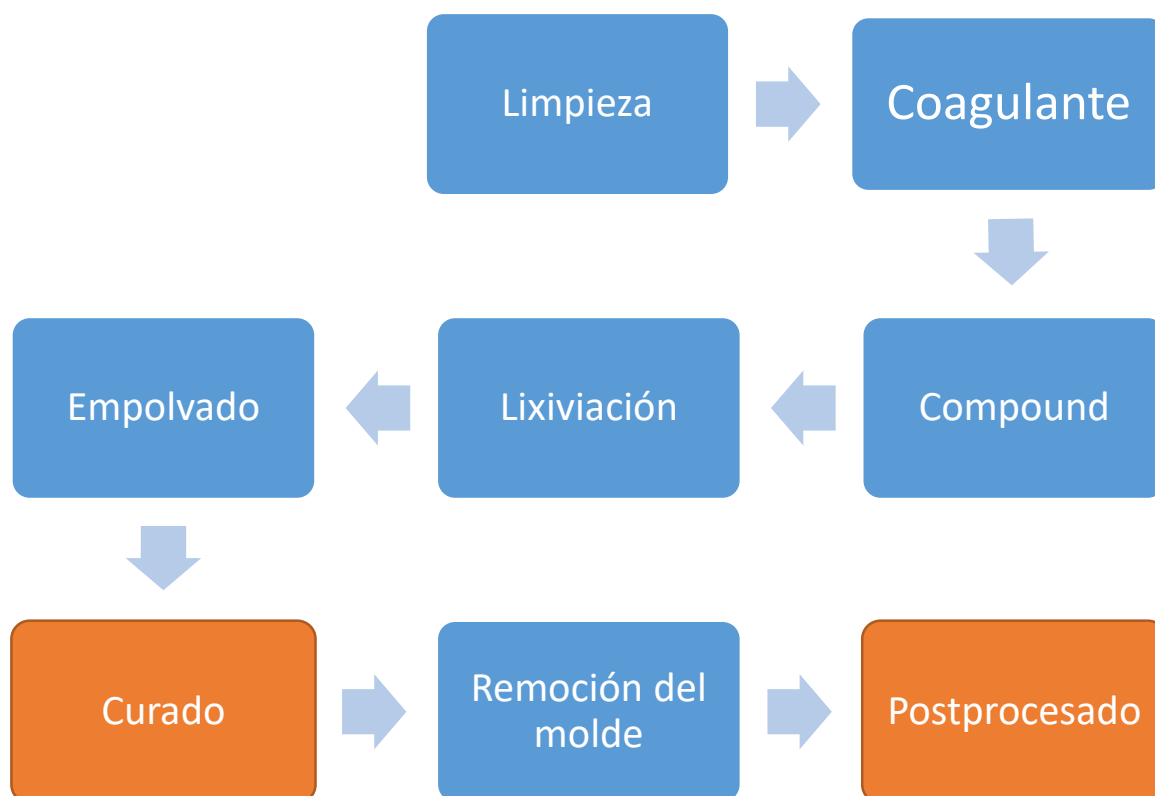 Limpieza
Coagulante
Compound
Lixiviación
Empolvado
Curado
Remoción del
molde
Postprocesado